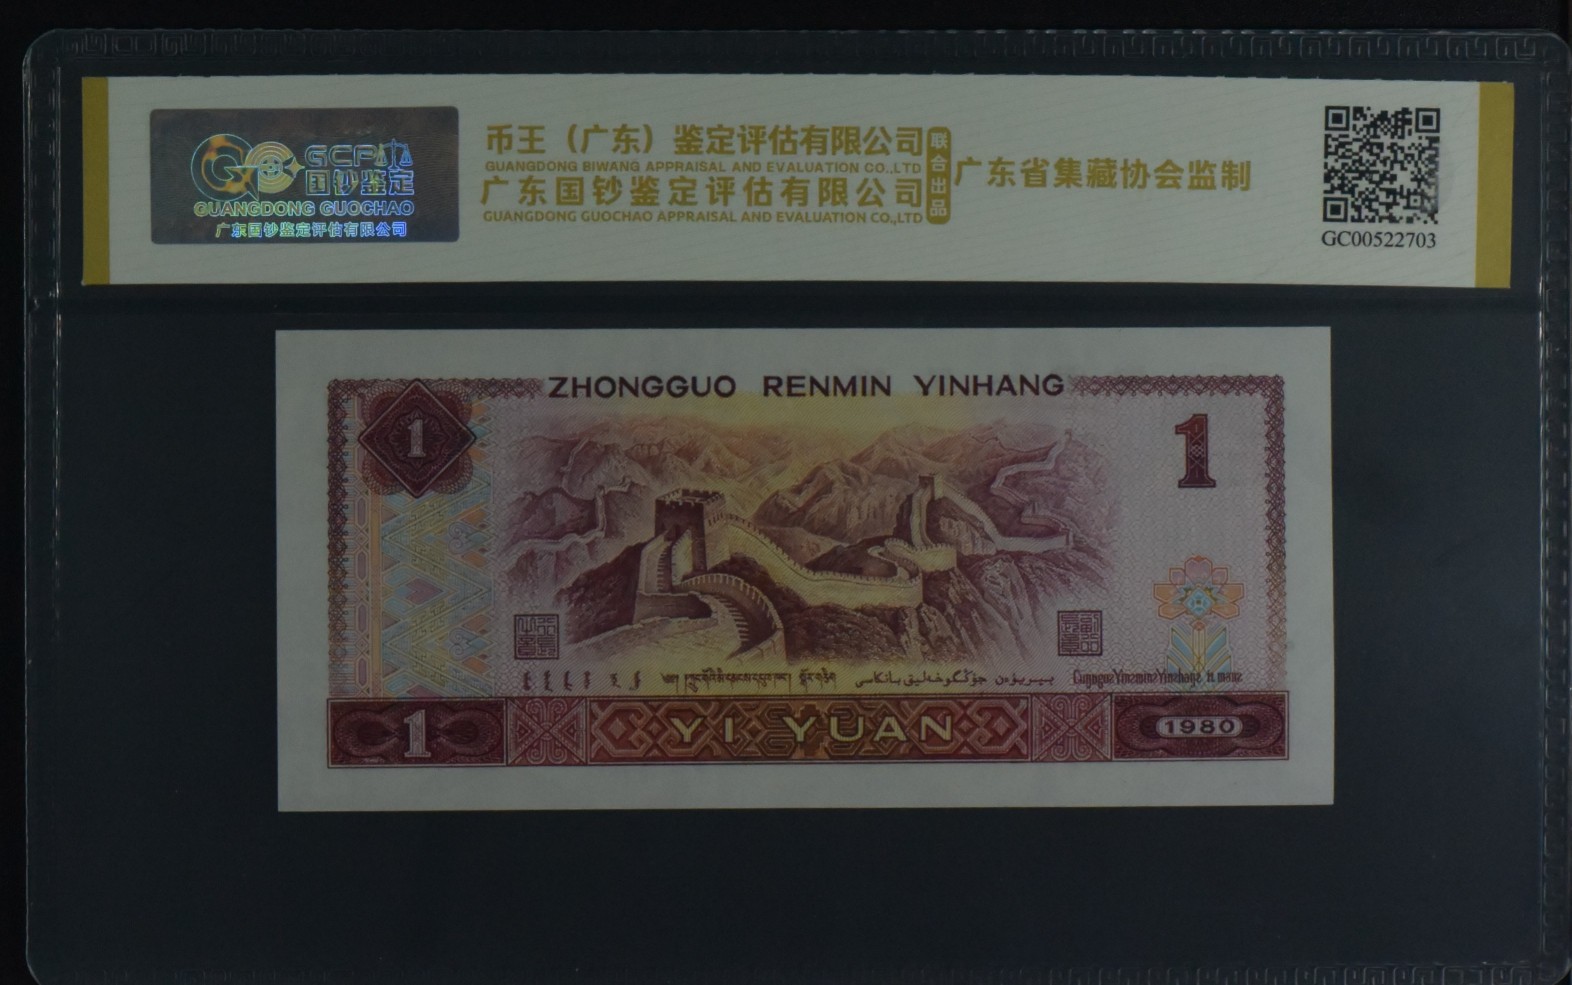 GCP
国钞鉴定
GUANGDONG GUOCHAO
广东国钞鉴定评估有限公司
币王（广东）鉴定评估有限公司
GUANGDONG BIWANG APPRAISAL AND EVALUATION CO.,LTD
广东国钞鉴定评估有限公司
GUANGDONG GUOCHAO APPRAISAL AND EVALUATION CO.,LTD
联合出品
广东省集藏协会监制
GC00522703
ZHONGGUO RENMIN YINHANG
1
1
1
YI YUAN
1980